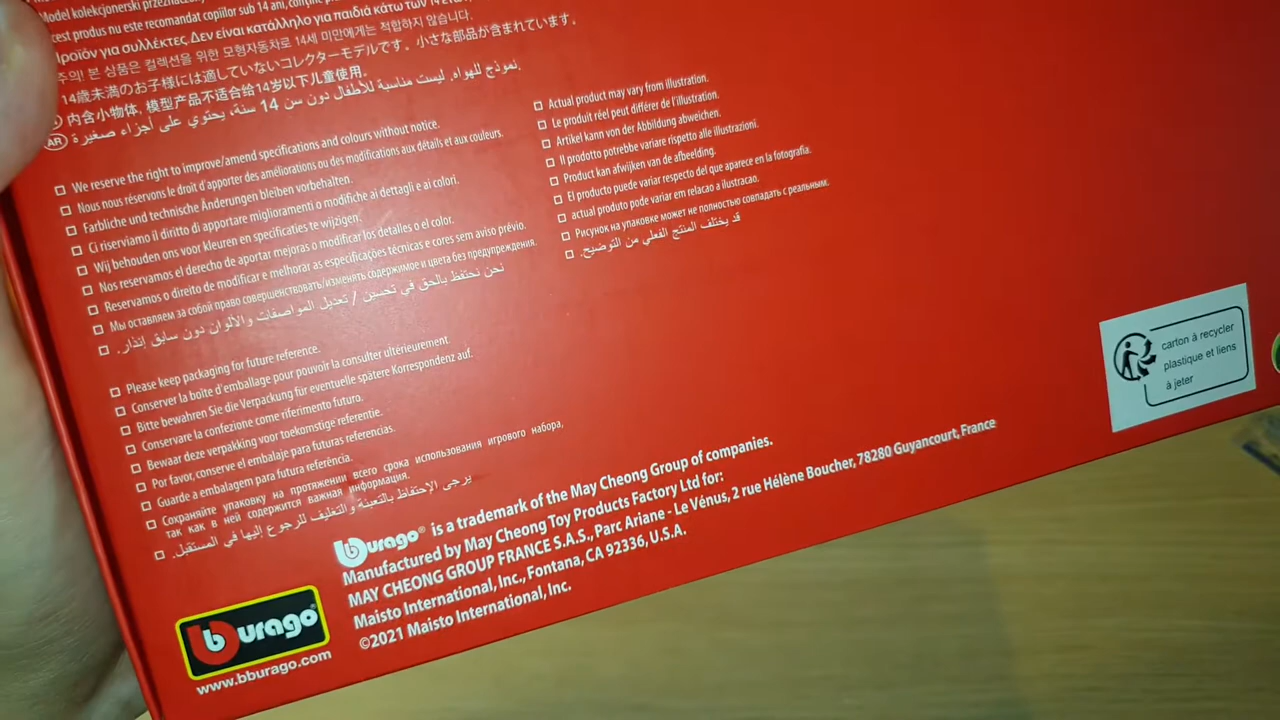 Model kolekcjonerski
cest produs nu este recomandat copiilor sub 14 ani,
Προϊόν για συλλέκτες. Δεν είναι κατάλληλο για παιδιά κάτω των
주의! 본 상품은 컬렉션을 위한 모형자동차로 14세 미만에게는 적합하지 않습니다.
14歳未満のお子様には適していないコレクターモデルです。小さな部品が含まれています。
内含小物体, 模型产品不适合给14岁以下儿童使用.
AR نموذج للهواه. ليست مناسبة للأطفال دون سن 14 سنة، يحتوي على أجزاء صغيرة
We reserve the right to improve/amend specifications and colours without notice.
Nous nous réservons le droit d'apporter des améliorations ou des modifications aux détails et aux couleurs.
Farbliche und technische Änderungen bleiben vorbehalten.
Ci riserviamo il diritto di apportare miglioramenti o modifiche ai dettagli e ai colori.
Wij behouden ons voor kleuren en specificaties te wijzigen.
Nos reservamos el derecho de aportar mejoras o modificar los detalles o el color.
Reservamos o direito de modificar e melhorar as especificações técnicas e cores sem aviso prévio.
Мы оставляем за собой право совершенствовать/изменять содержимое и цвета без предупреждения.
نحن نحتفظ بالحق في تحسين / تعديل المواصفات والألوان دون سابق إنذار.
Actual product may vary from illustration.
Le produit réel peut différer de l'illustration.
Artikel kann von der Abbildung abweichen.
Il prodotto potrebbe variare rispetto alle illustrazioni.
Product kan afwijken van de afbeelding.
El producto puede variar respecto del que aparece en la fotografia.
actual produto pode variar em relacao a ilustracao.
Рисунок на упаковке может не полностью совпадать с реальным.
قد يختلف المنتج الفعلي من التوضيح.
Please keep packaging for future reference.
Conserver la boîte d'emballage pour pouvoir la consulter ultérieurement
Bitte bewahren Sie die Verpackung für eventuelle spätere Korrespondenz auf.
Conservare la confezione come riferimento futuro.
Bewaar deze verpakking voor toekomstige referentie.
Por favor, conserve el embalaje para futuras referencias.
Guarde a embalagem para futura referência.
Сохраняйте упаковку на протяжении всего срока использования игрового набора,
так как в ней содержится важная информация.
يرجى الإحتفاظ بالتعبئة والتغليف للرجوع إليها في المستقبل.
carton à recycler
plastique et liens
à jeter
bburago® is a trademark of the May Cheong Group of companies.
Manufactured by May Cheong Toy Products Factory Ltd for:
MAY CHEONG GROUP FRANCE S.A.S., Parc Ariane - Le Vénus, 2 rue Hélène Boucher, 78280 Guyancourt, France
Maisto International, Inc., Fontana, CA 92336, U.S.A.
©2021 Maisto International, Inc.
bburago®
www.bburago.com